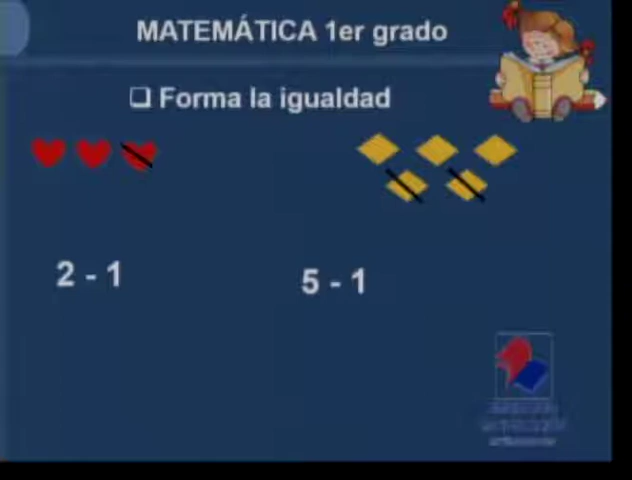 MATEMÁTICA 1er grado
❑ Forma la igualdad
2 - 1
5 - 1